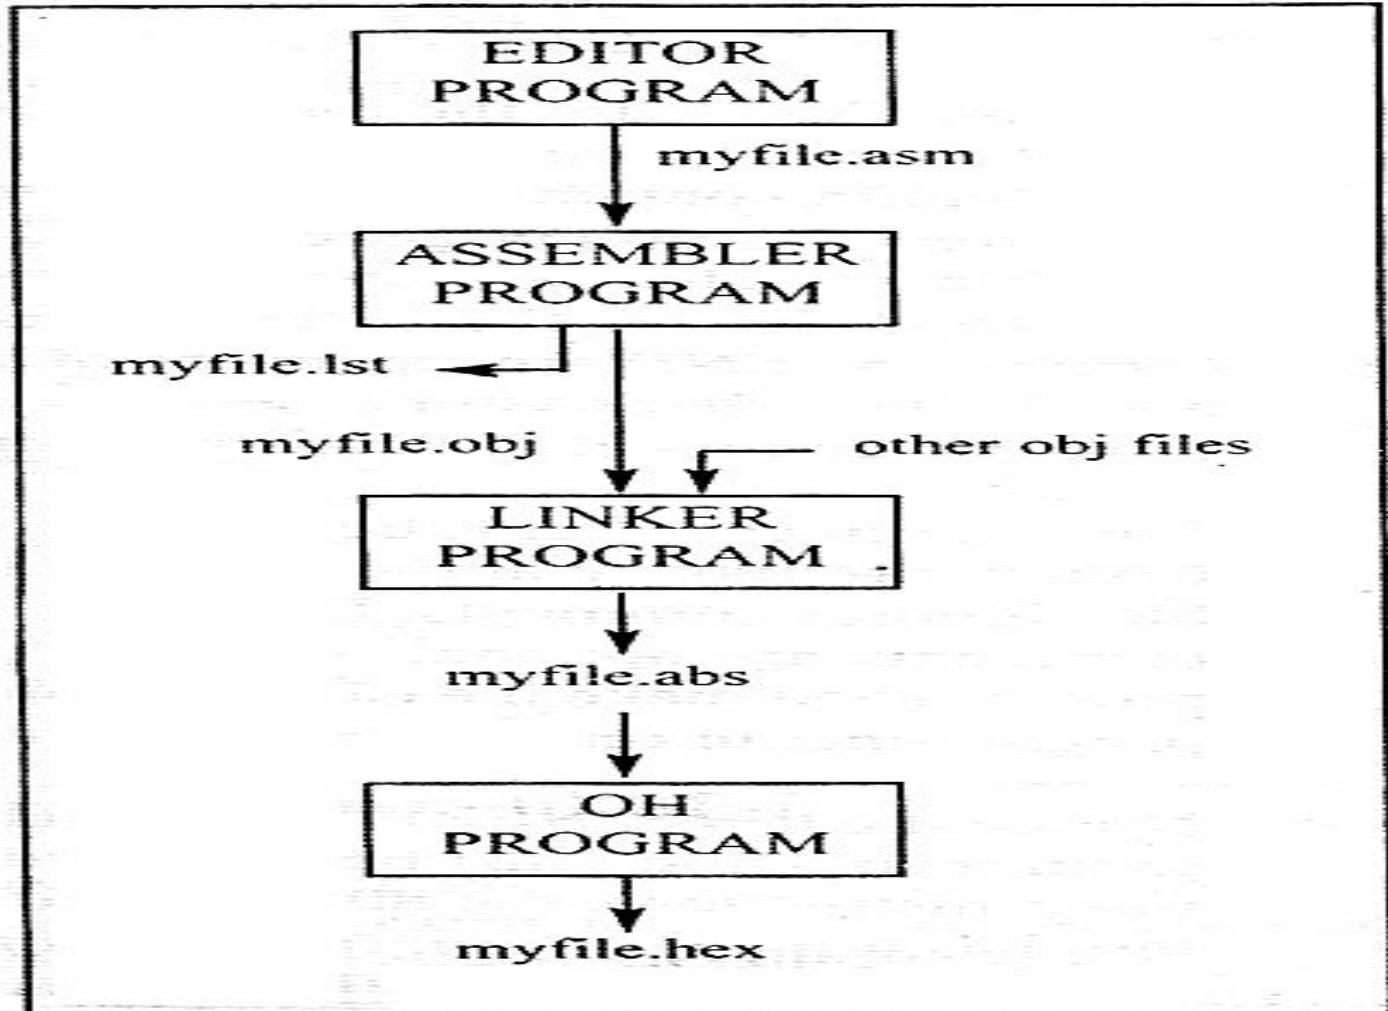 EDITOR
PROGRAM
myfile.asm
ASSEMBLER
PROGRAM
myfile.lst
myfile.obj
other obj files
LINKER
PROGRAM
myfile.abs
OH
PROGRAM
myfile.hex